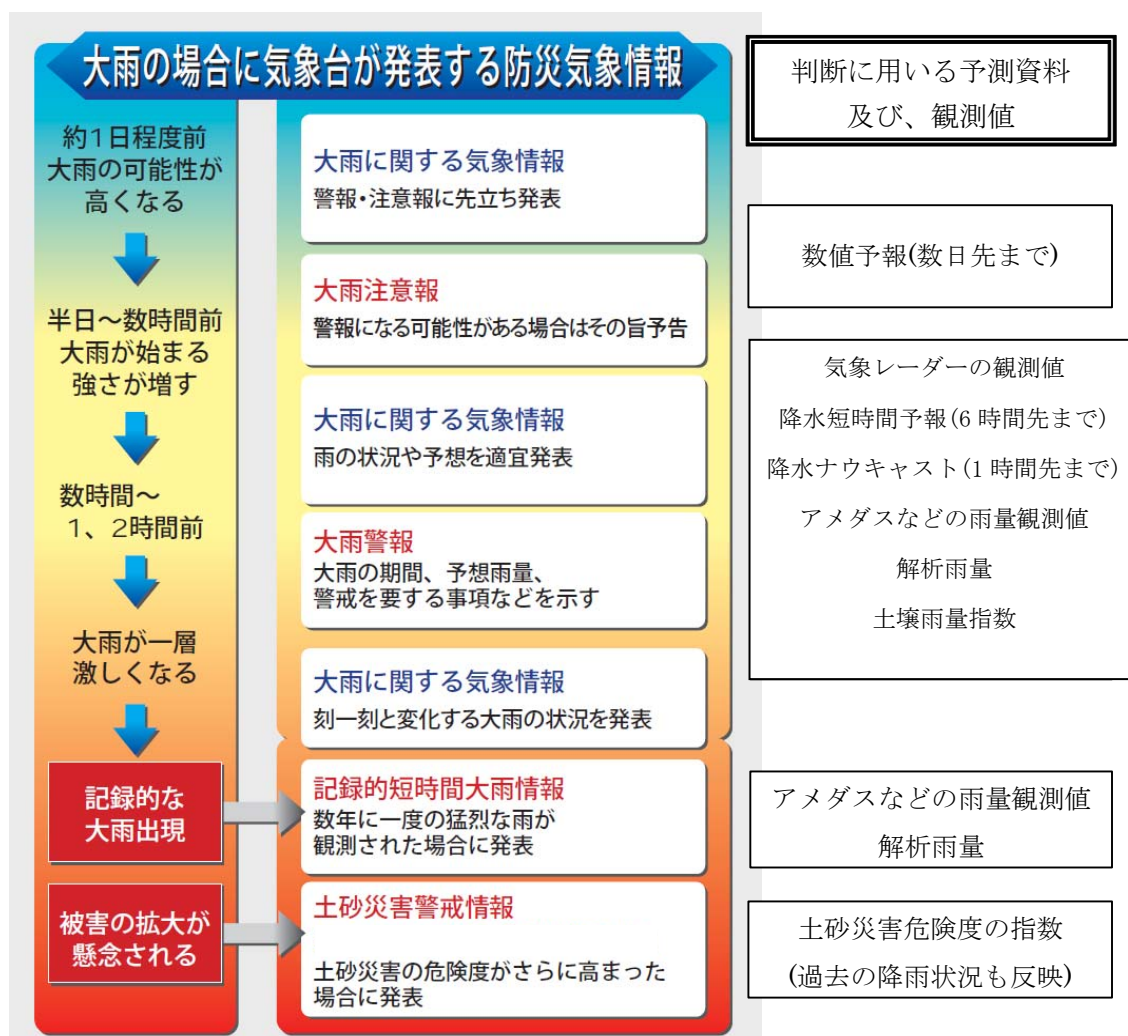 大雨の場合に気象台が発表する防災気象情報
約1日程度前
大雨の可能性が
高くなる
半日～数時間前
大雨が始まる
強さが増す
数時間～
1、2時間前
大雨が一層
激しくなる
記録的な
大雨出現
被害の拡大が
懸念される
大雨に関する気象情報
警報・注意報に先立ち発表
大雨注意報
警報になる可能性がある場合はその旨予告
大雨に関する気象情報
雨の状況や予想を適宜発表
大雨警報
大雨の期間、予想雨量、
警戒を要する事項などを示す
大雨に関する気象情報
刻一刻と変化する大雨の状況を発表
記録的短時間大雨情報
数年に一度の猛烈な雨が
観測された場合に発表
土砂災害警戒情報
土砂災害の危険度がさらに高まった
場合に発表
判断に用いる予測資料
及び、観測値
数値予報(数日先まで)
気象レーダーの観測値
降水短時間予報(6時間先まで)
降水ナウキャスト(1時間先まで)
アメダスなどの雨量観測値
解析雨量
土壌雨量指数
アメダスなどの雨量観測値
解析雨量
土砂災害危険度の指数
(過去の降雨状況も反映)